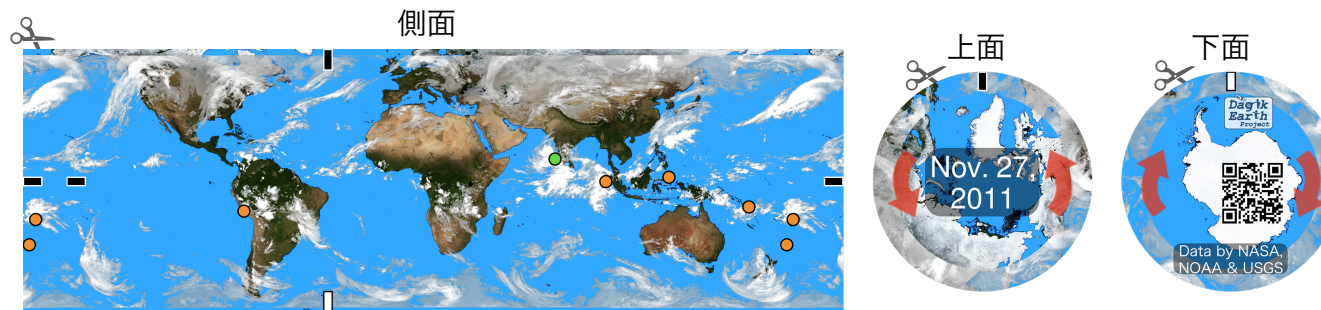 側面
上面
下面
Nov. 27,
2011
Dagik
Earth
Project
Data by NASA,
NOAA & USGS